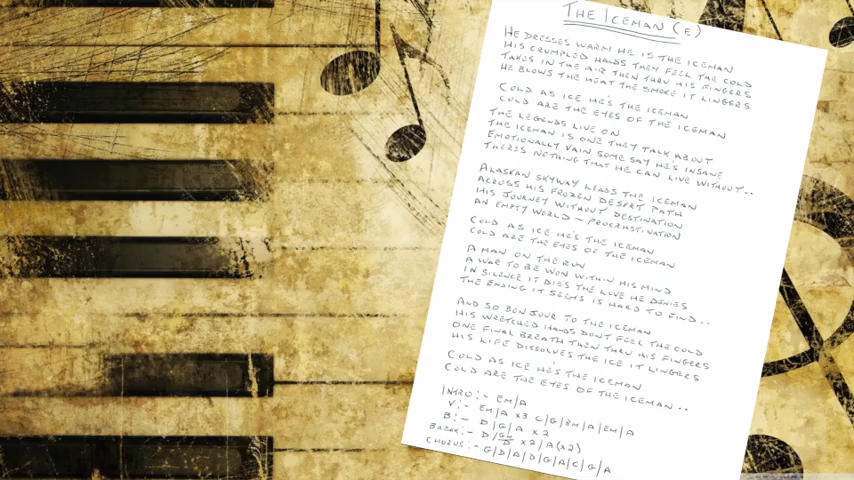 THE ICEMAN (E)
HE DRESSES WARM HE IS THE ICEMAN
HIS CRUMPLED HANDS THEY FEEL THE COLD
TAKES IN THE AIR THEN THRU HIS FINGERS
HE BLOWS THE HEAT THE SMOKE IT LINGERS
COLD AS ICE HE'S THE ICEMAN
COLD ARE THE EYES OF THE ICEMAN
THE LEGENDS LIVE ON
THE ICEMAN IS ONE THEY TALK ABOUT
EMOTIONALLY VAIN SOME SAY HE'S INSANE
THERES NOTHING THAT HE CAN LIVE WITHOUT..
ALASKAN SKYWAY LEADS THE ICEMAN
ACROSS HIS FROZEN DESERT PATH
HIS JOURNEY WITHOUT DESTINATION
AN EMPTY WORLD - PROCRASTINATION
COLD AS ICE HE'S THE ICEMAN
COLD ARE THE EYES OF THE ICEMAN
A MAN ON THE RUN
A WAR TO BE WON WITHIN HIS MIND
IN SILENCE IT DIES THE LOVE HE DENIES
THE ENDING IT SEEMS IS HARD TO FIND..
AND SO BONJOUR TO THE ICEMAN
HIS WRETCHED HANDS DONT FEEL THE COLD
ONE FINAL BREATH THEN THRU HIS FINGERS
HIS LIFE DISSOLVES THE ICE IT LINGERS
COLD AS ICE HES THE ICEMAN
COLD ARE THE EYES OF THE ICEMAN..
INTRO:- EM/A
V:- EM/A x3 C/G/BM/A/EM/A
B:- D/G/A x2
BREAK:- D/ x2/A(x2)
CHORUS:- G/D/A/D/G/A/C/G/A